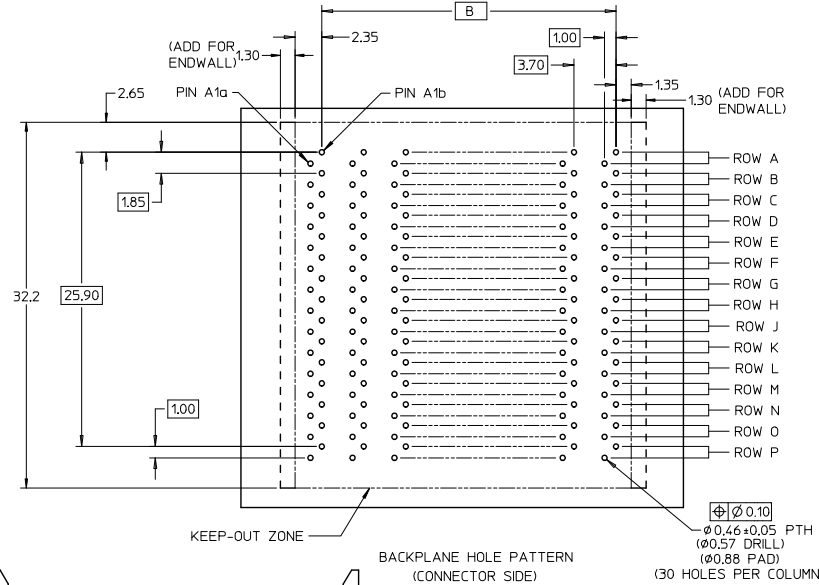 B
2.35
1.00
(ADD FOR
ENDWALL)
1.30
3.70
1.35
1.30
(ADD FOR
ENDWALL)
2.65
PIN A1a
PIN A1b
1.85
32.2
25.90
1.00
ROW A
ROW B
ROW C
ROW D
ROW E
ROW F
ROW G
ROW H
ROW J
ROW K
ROW L
ROW M
ROW N
ROW O
ROW P
KEEP-OUT ZONE
⌖ Ø 0.10
Ø0.46±0.05 PTH
(Ø0.57 DRILL)
(Ø0.88 PAD)
(30 HOLES PER COLUMN
BACKPLANE HOLE PATTERN
(CONNECTOR SIDE)